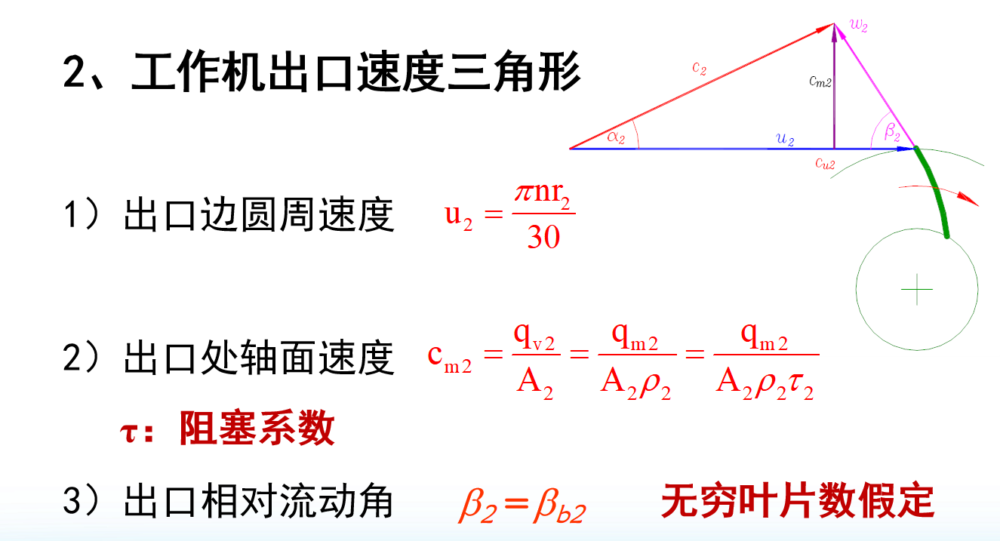 2、工作机出口速度三角形
w₂
c₂
cₘ₂
α₂
u₂
β₂
cᵤ₂
1）出口边圆周速度 u₂ = πnr₂ / 30
2）出口处轴面速度 cₘ₂ = qᵥ₂ / A₂ = qₘ₂ / A₂ρ₂ = qₘ₂ / A₂ρ₂τ₂
τ：阻塞系数
3）出口相对流动角 β₂=β_b2 无穷叶片数假定